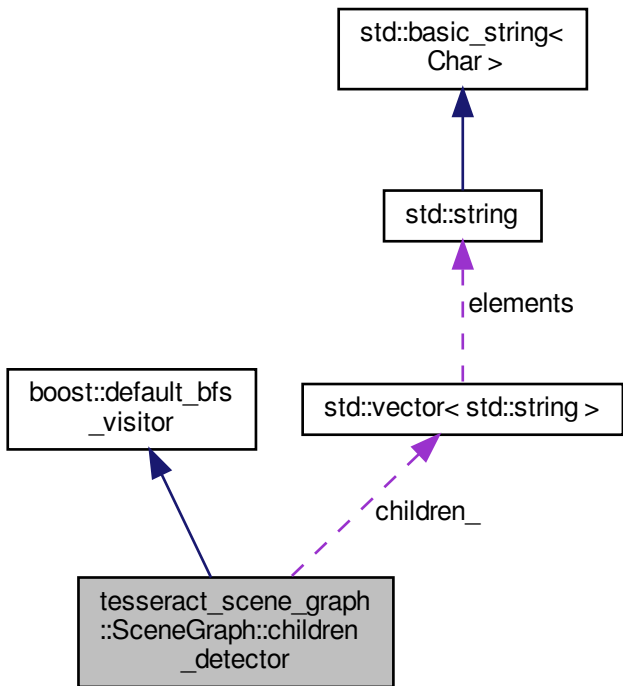 std::basic_string<
Char >
std::string
elements
boost::default_bfs
_visitor
std::vector< std::string >
children_
tesseract_scene_graph
::SceneGraph::children
_detector